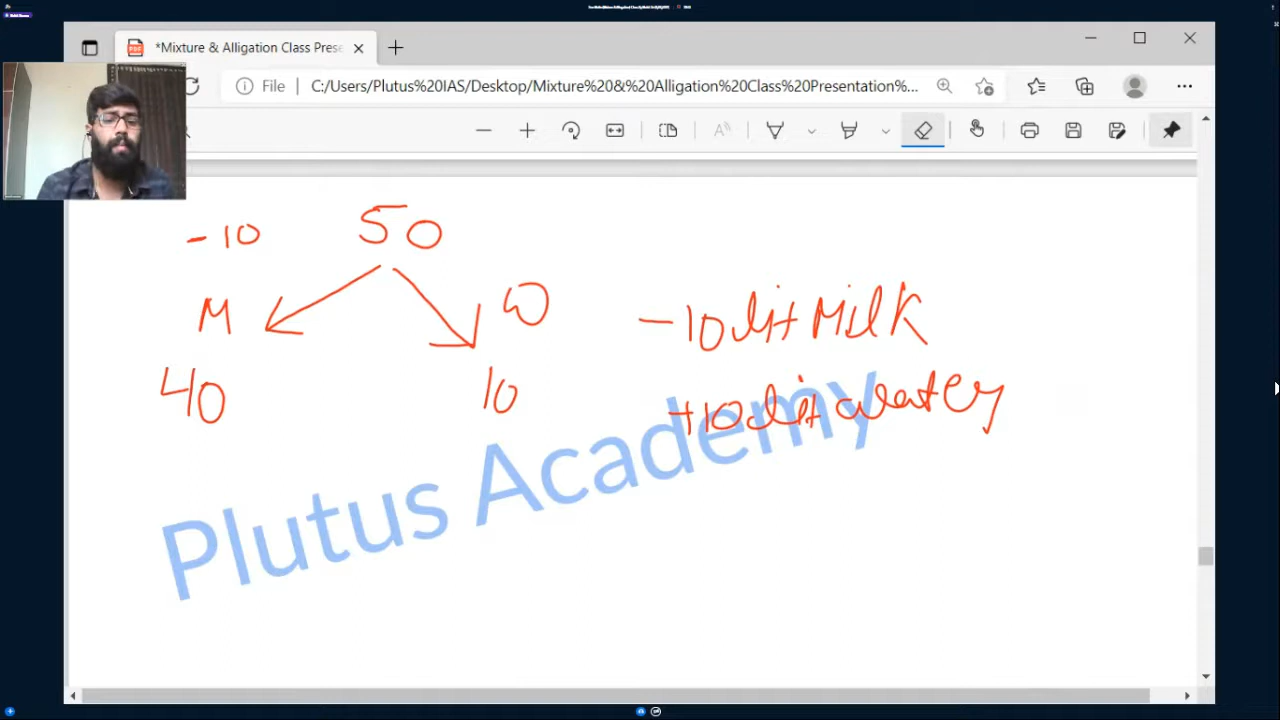 *Mixture & Alligation Class Prese
File C:/Users/Plutus%20IAS/Desktop/Mixture%20&%20Alligation%20Class%20Presentation%...
-10 50
M W
40 10
-10 lit Milk
+10 lit water
Plutus Academy